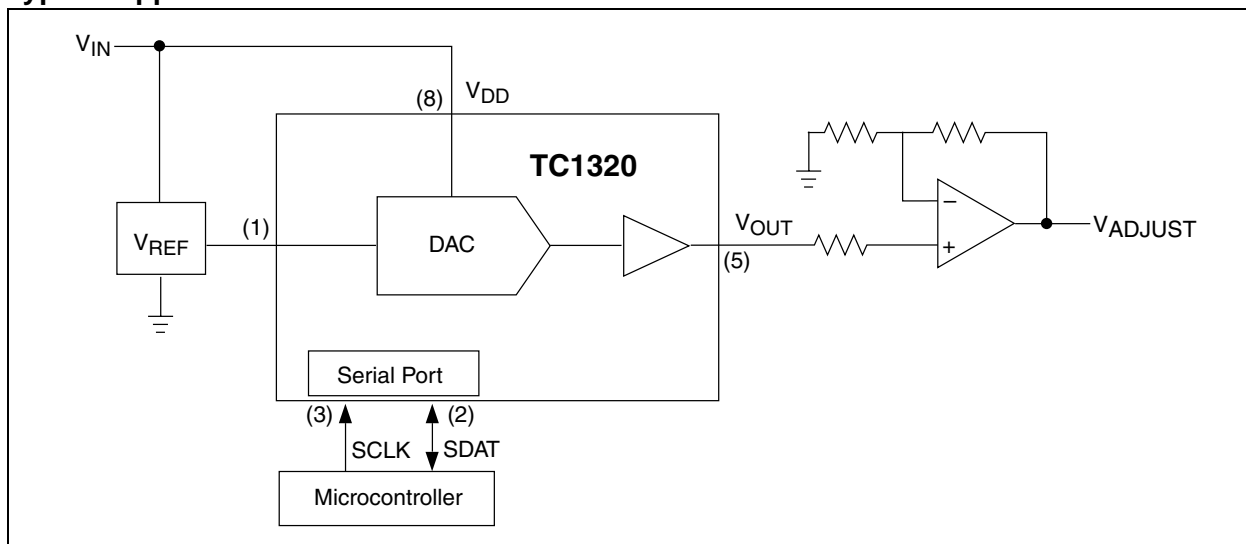 V_IN
(8)
V_DD
TC1320
V_REF
(1)
DAC
V_OUT
(5)
−
+
V_ADJUST
Serial Port
(3)
(2)
SCLK
SDAT
Microcontroller